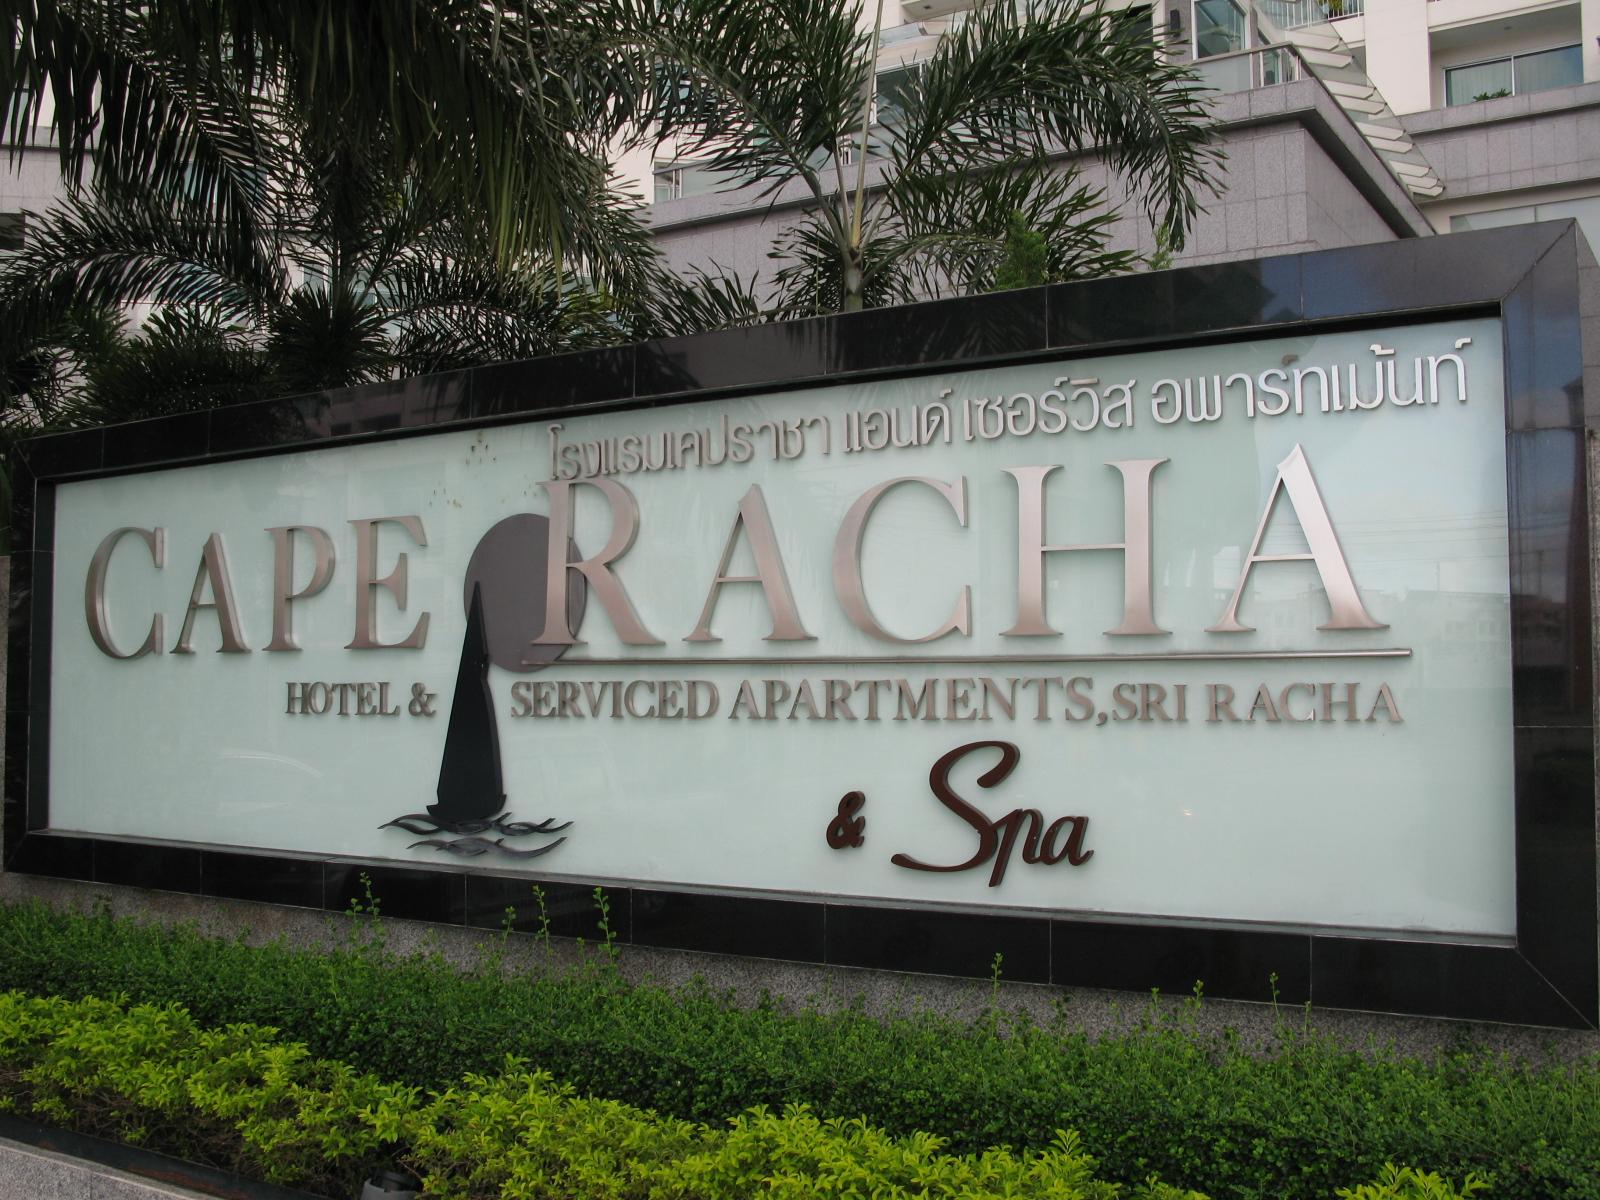 โรงแรมเคปราชา แอนด์ เซอร์วิส อพาร์ทเม้นท์
CAPE RACHA
HOTEL & SERVICED APARTMENTS, SRI RACHA
& Spa